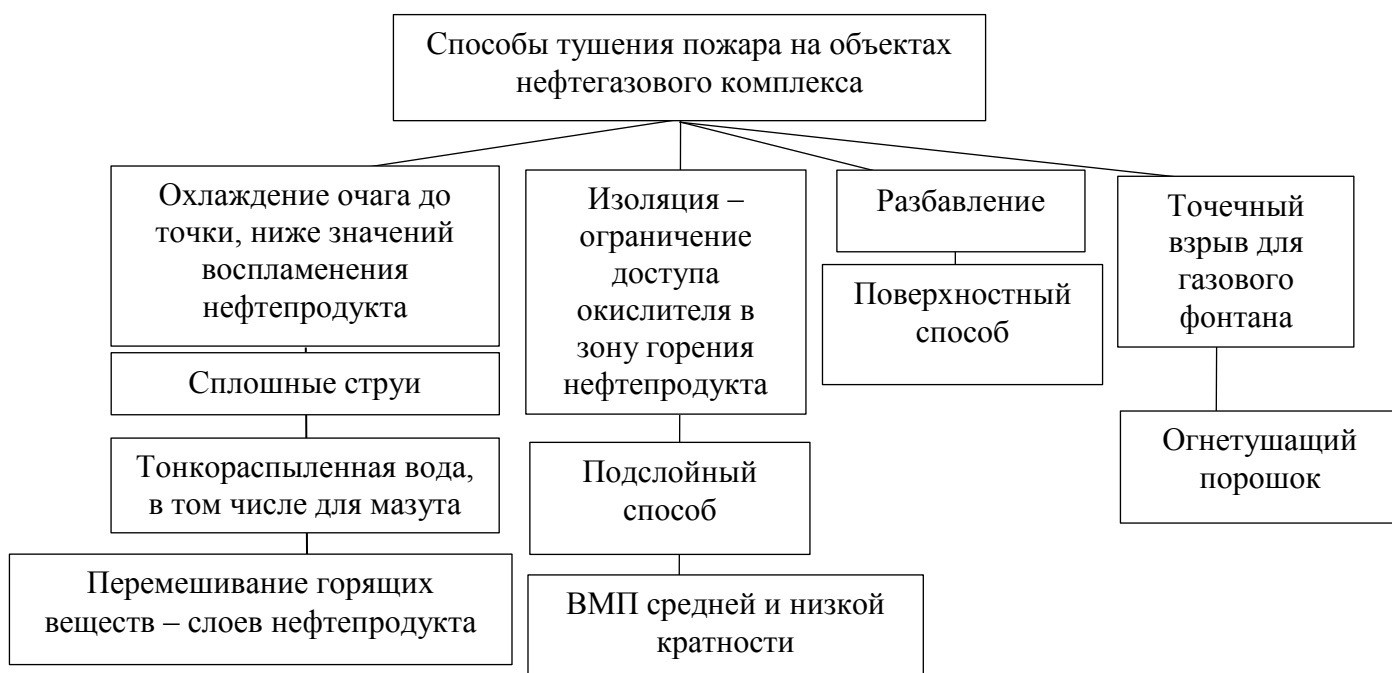 Способы тушения пожара на объектах
нефтегазового комплекса
Охлаждение очага до
точки, ниже значений
воспламенения
нефтепродукта
Сплошные струи
Тонкораспыленная вода,
в том числе для мазута
Перемешивание горящих
веществ – слоев нефтепродукта
Изоляция –
ограничение
доступа
окислителя в
зону горения
нефтепродукта
Подслойный
способ
ВМП средней и низкой
кратности
Разбавление
Поверхностный
способ
Точечный
взрыв для
газового
фонтана
Огнетушащий
порошок